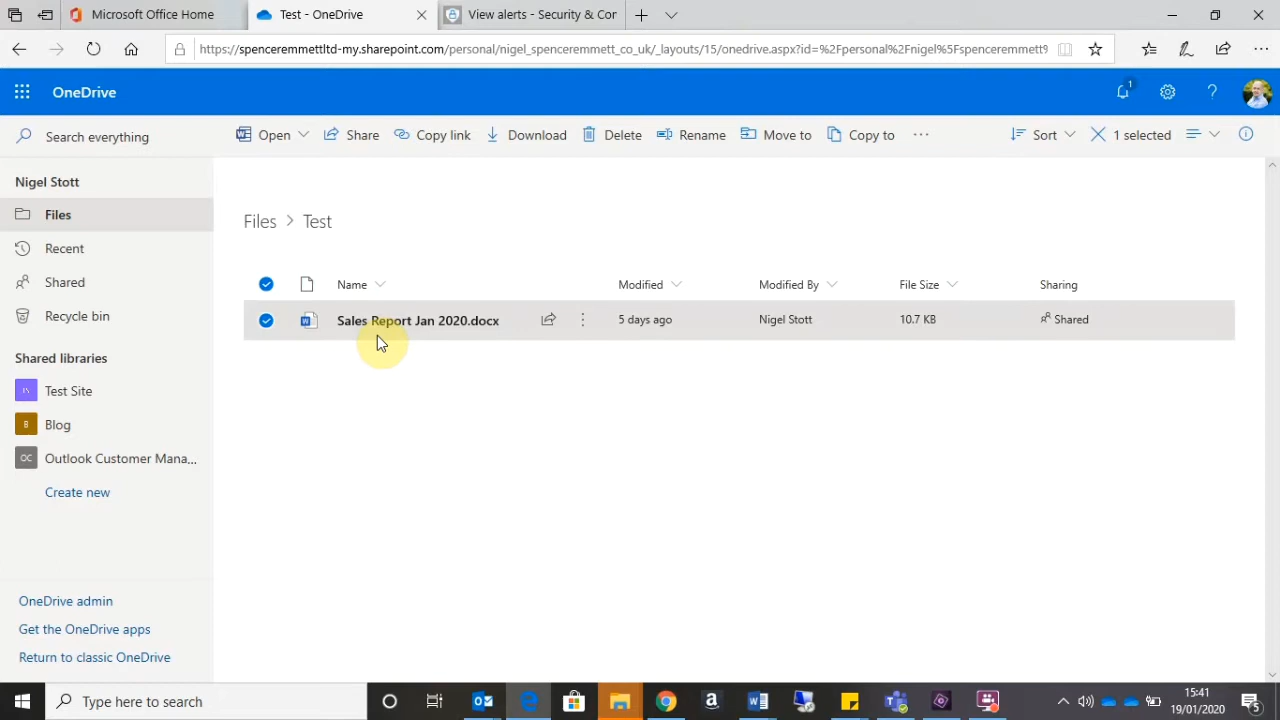 Microsoft Office Home
Test - OneDrive
View alerts - Security & Cor
https://spenceremmettltd-my.sharepoint.com/personal/nigel_spenceremmett_co_uk/_layouts/15/onedrive.aspx?id=%2Fpersonal%2Fnigel%5Fspenceremmett9
OneDrive
1
?
Search everything
Open
Share
Copy link
Download
Delete
Rename
Move to
Copy to
Sort
1 selected
Nigel Stott
Files
Recent
Shared
Recycle bin
Shared libraries
Test Site
B Blog
OC Outlook Customer Mana...
Create new
OneDrive admin
Get the OneDrive apps
Return to classic OneDrive
Files > Test
Name
Modified
Modified By
File Size
Sharing
Sales Report Jan 2020.docx
5 days ago
Nigel Stott
10.7 KB
Shared
Type here to search
15:41
19/01/2020
5